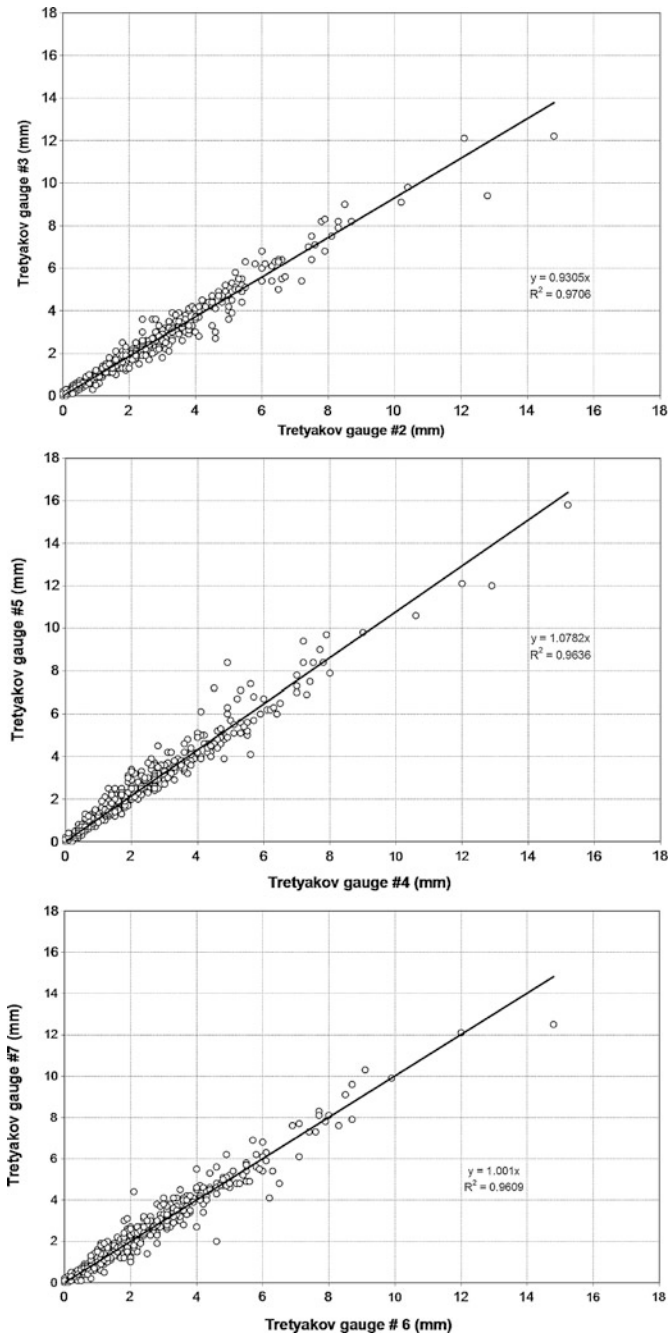 Tretyakov gauge #3 (mm)
18
16
14
12
10
8
6
4
2
0
y = 0.9305x
R² = 0.9706
0 2 4 6 8 10 12 14 16 18
Tretyakov gauge #2 (mm)
Tretyakov gauge #5 (mm)
18
16
14
12
10
8
6
4
2
0
y = 1.0782x
R² = 0.9636
0 2 4 6 8 10 12 14 16 18
Tretyakov gauge #4 (mm)
Tretyakov gauge #7 (mm)
18
16
14
12
10
8
6
4
2
0
y = 1.001x
R² = 0.9609
0 2 4 6 8 10 12 14 16 18
Tretyakov gauge # 6 (mm)